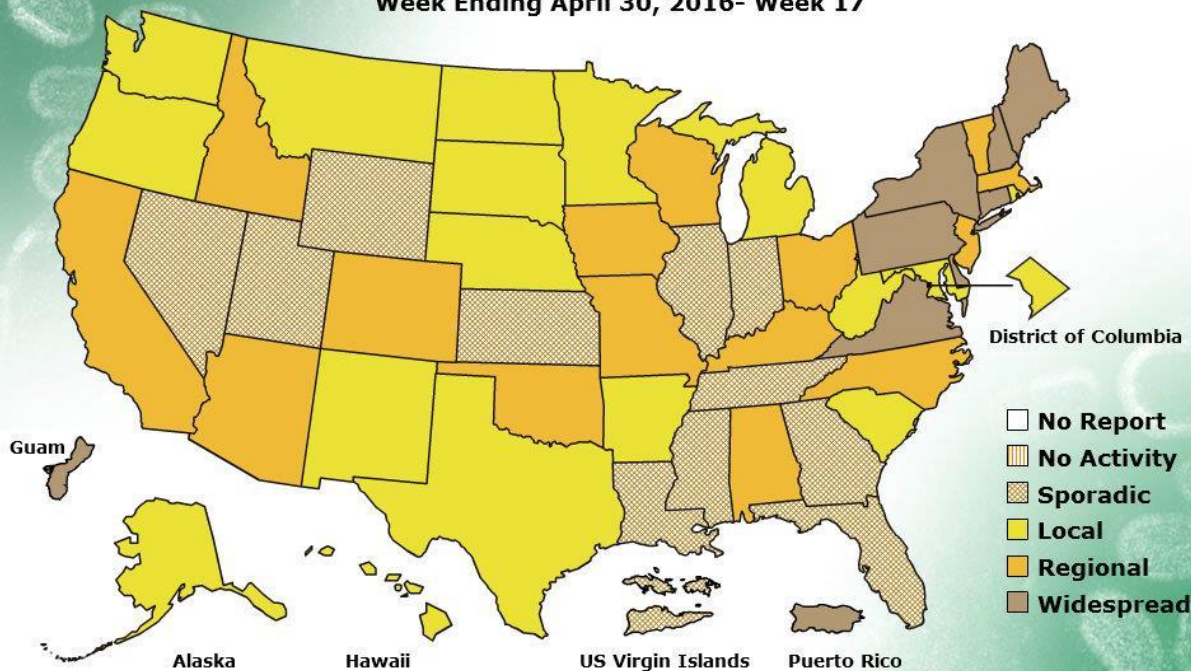 Week Ending April 30, 2016- Week 17
District of Columbia
Guam
No Report
No Activity
Sporadic
Local
Regional
Widespread
Alaska
Hawaii
US Virgin Islands
Puerto Rico